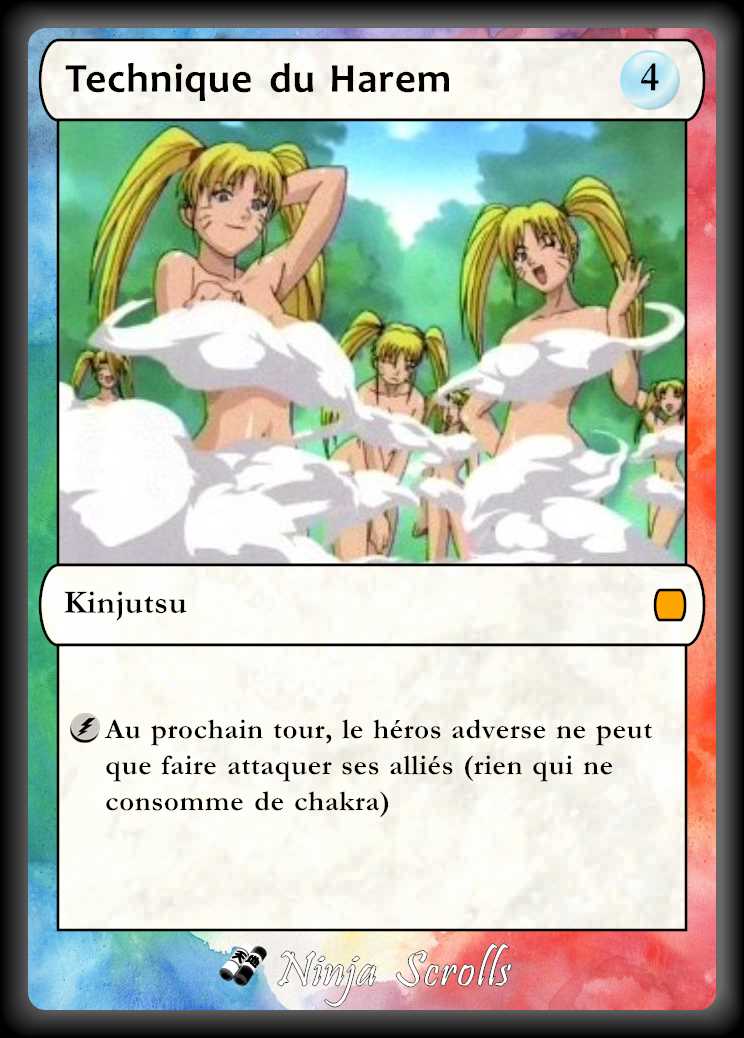 Technique du Harem
4
Kinjutsu
Au prochain tour, le héros adverse ne peut
que faire attaquer ses alliés (rien qui ne
consomme de chakra)
Ninja Scrolls